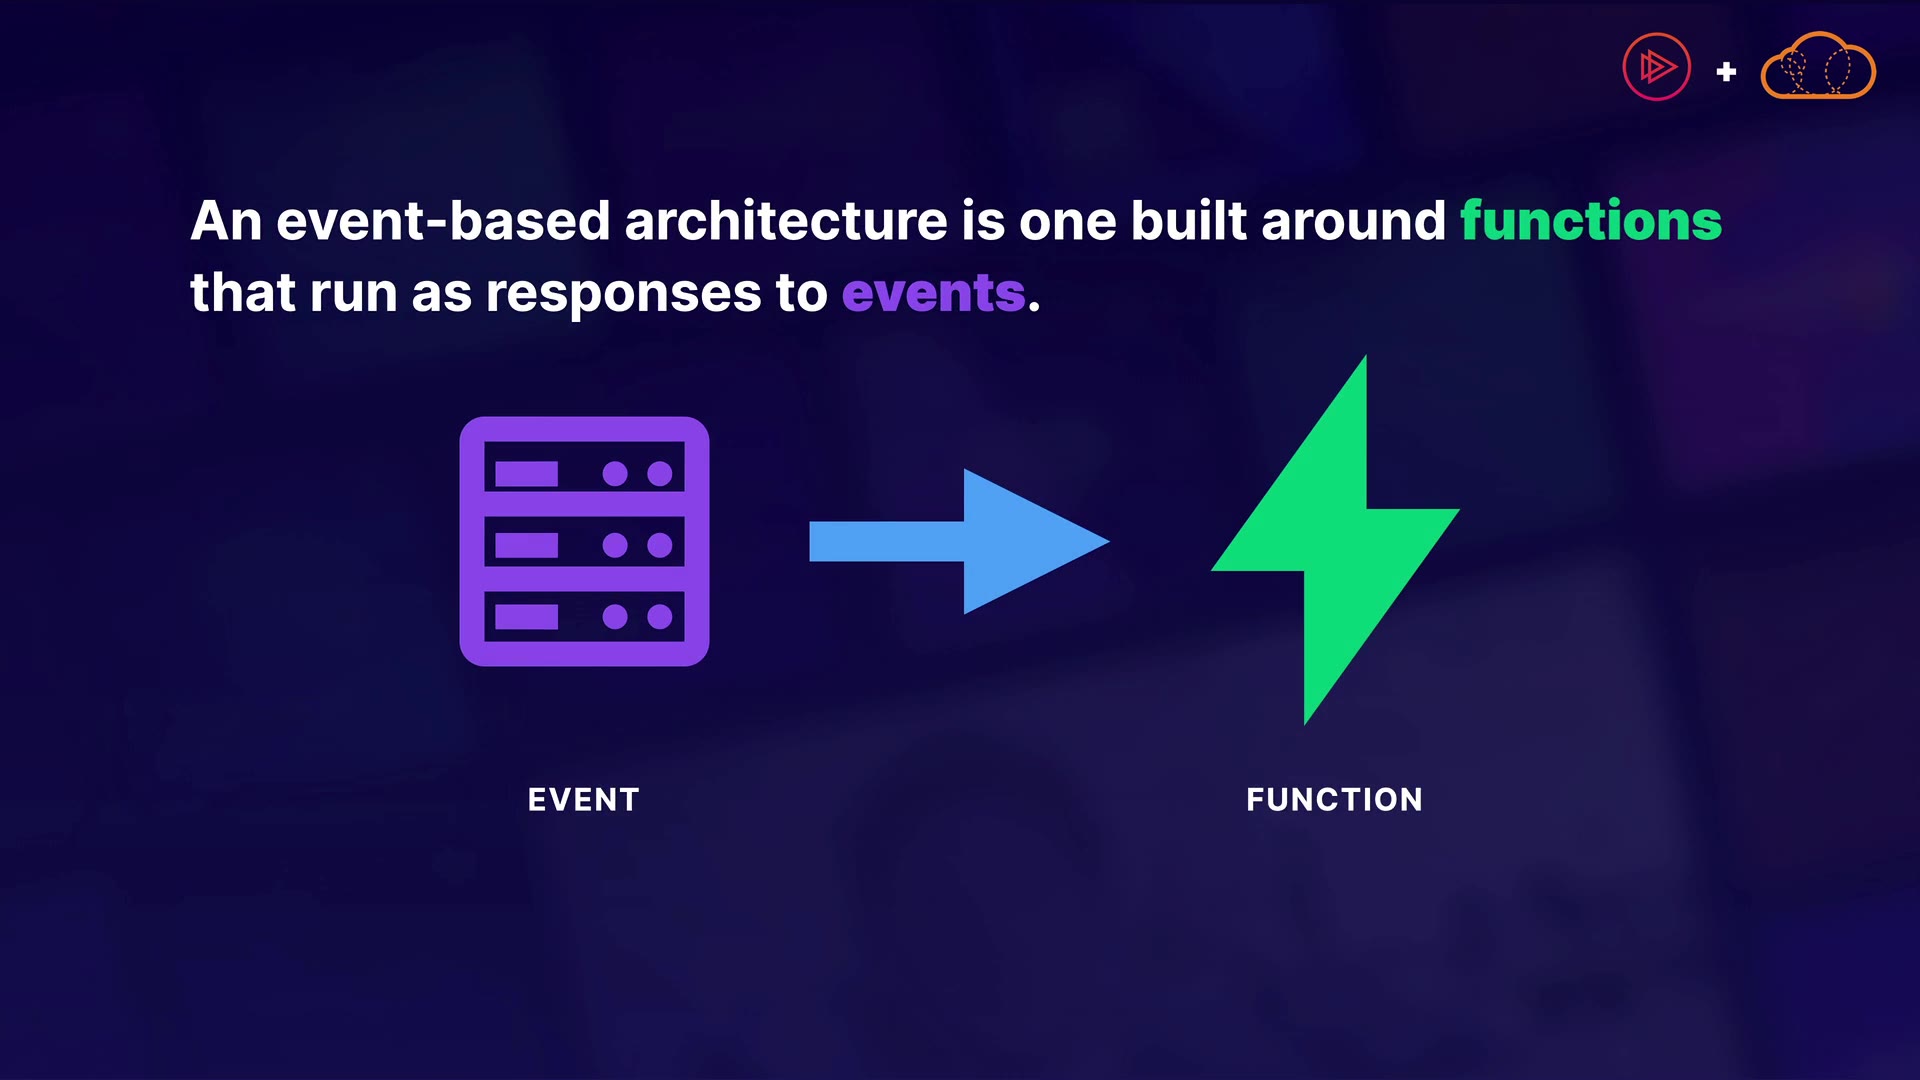 An event-based architecture is one built around functions
that run as responses to events.
EVENT
FUNCTION